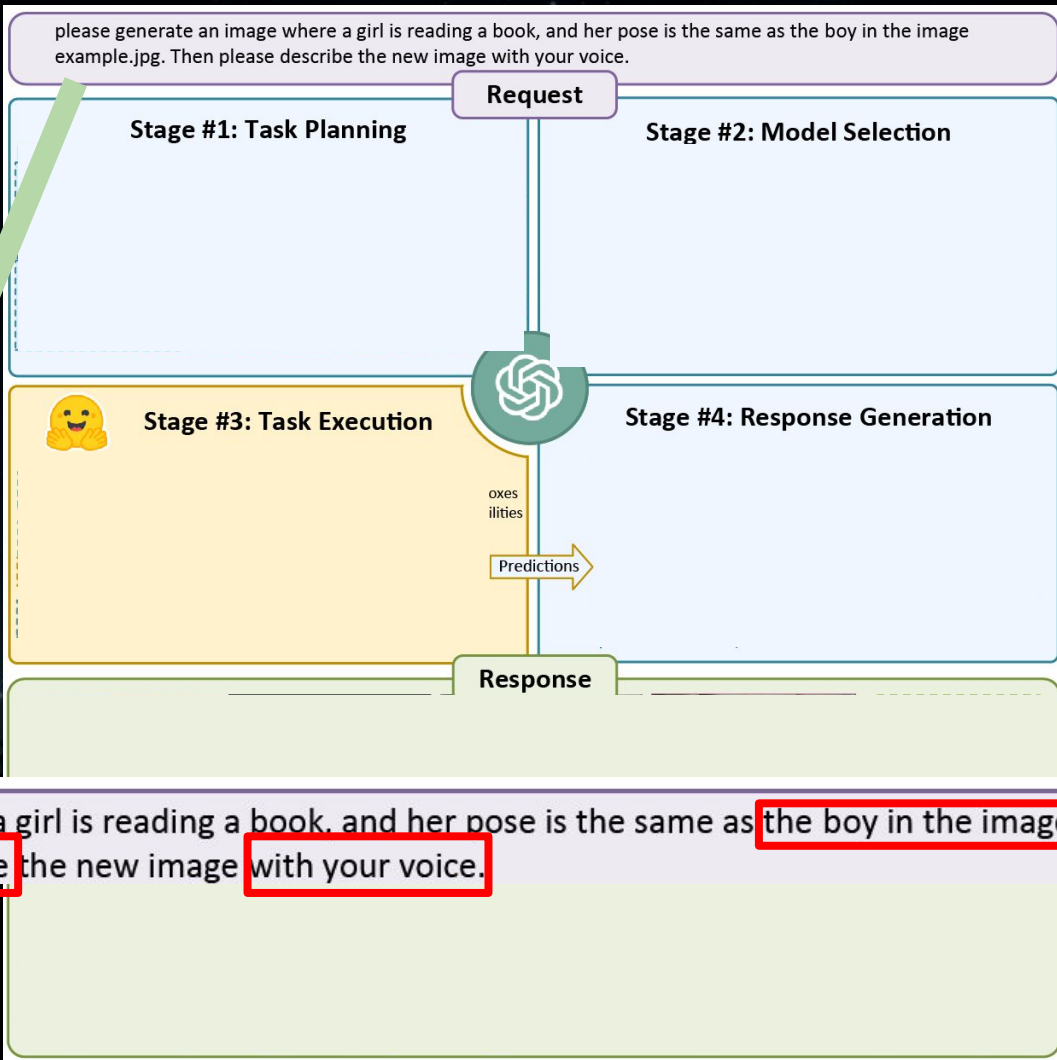 please generate an image where a girl is reading a book, and her pose is the same as the boy in the image
example.jpg. Then please describe the new image with your voice.
Request
Stage #1: Task Planning
Stage #2: Model Selection
Stage #3: Task Execution
Stage #4: Response Generation
oxes
ilities
Predictions
Response
a girl is reading a book, and her pose is the same as the boy in the image
e the new image with your voice.